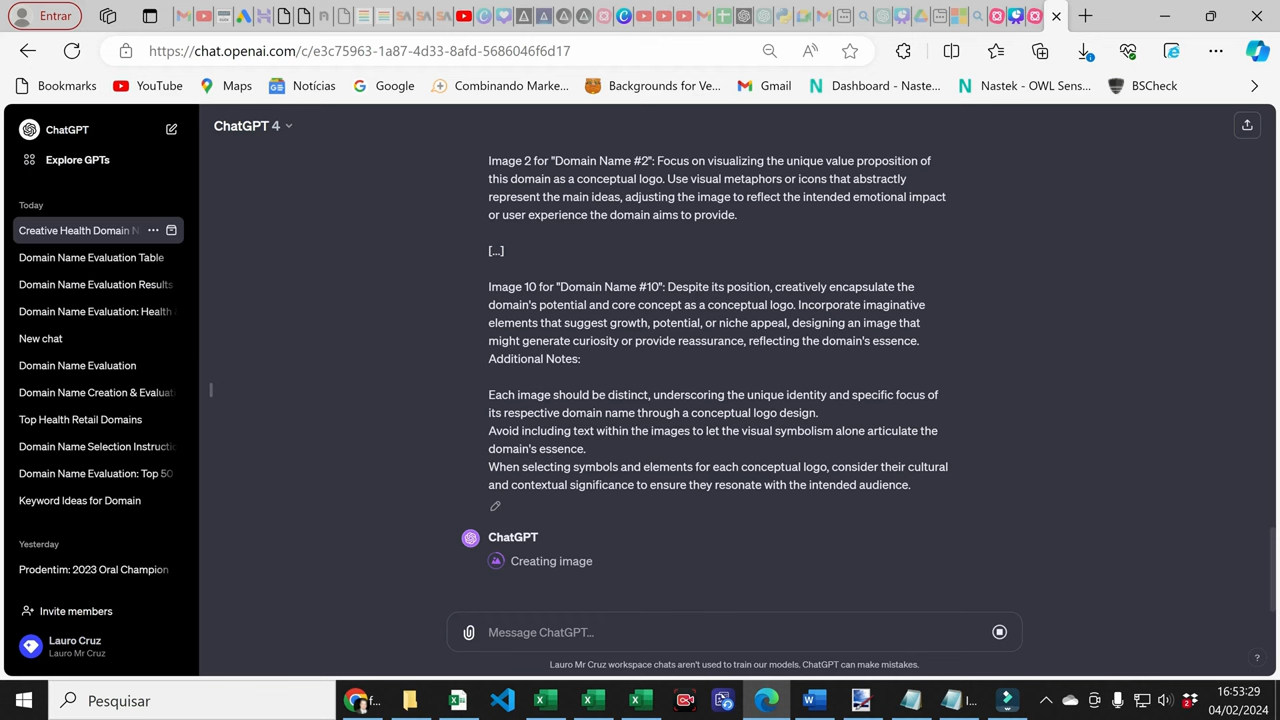 Entrar
https://chat.openai.com/c/e3c75963-1a87-4d33-8afd-5686046f6d17
Bookmarks
YouTube
Maps
Notícias
Google
Combinando Marke...
Backgrounds for Ve...
Gmail
Dashboard - Naste...
Nastek - OWL Sens...
BSCheck
ChatGPT
Explore GPTs
Today
Creative Health Domain N
Domain Name Evaluation Table
Domain Name Evaluation Results
Domain Name Evaluation: Health
New chat
Domain Name Evaluation
Domain Name Creation & Evaluat
Top Health Retail Domains
Domain Name Selection Instructio
Domain Name Evaluation: Top 50
Keyword Ideas for Domain
Yesterday
Prodentim: 2023 Oral Champion
Invite members
Lauro Cruz
Lauro Mr Cruz
ChatGPT 4
Image 2 for "Domain Name #2": Focus on visualizing the unique value proposition of
this domain as a conceptual logo. Use visual metaphors or icons that abstractly
represent the main ideas, adjusting the image to reflect the intended emotional impact
or user experience the domain aims to provide.
[...]
Image 10 for "Domain Name #10": Despite its position, creatively encapsulate the
domain's potential and core concept as a conceptual logo. Incorporate imaginative
elements that suggest growth, potential, or niche appeal, designing an image that
might generate curiosity or provide reassurance, reflecting the domain's essence.
Additional Notes:
Each image should be distinct, underscoring the unique identity and specific focus of
its respective domain name through a conceptual logo design.
Avoid including text within the images to let the visual symbolism alone articulate the
domain's essence.
When selecting symbols and elements for each conceptual logo, consider their cultural
and contextual significance to ensure they resonate with the intended audience.
ChatGPT
Creating image
Message ChatGPT...
Lauro Mr Cruz workspace chats aren't used to train our models. ChatGPT can make mistakes.
?
Pesquisar
f...
I...
16:53:29
04/02/2024